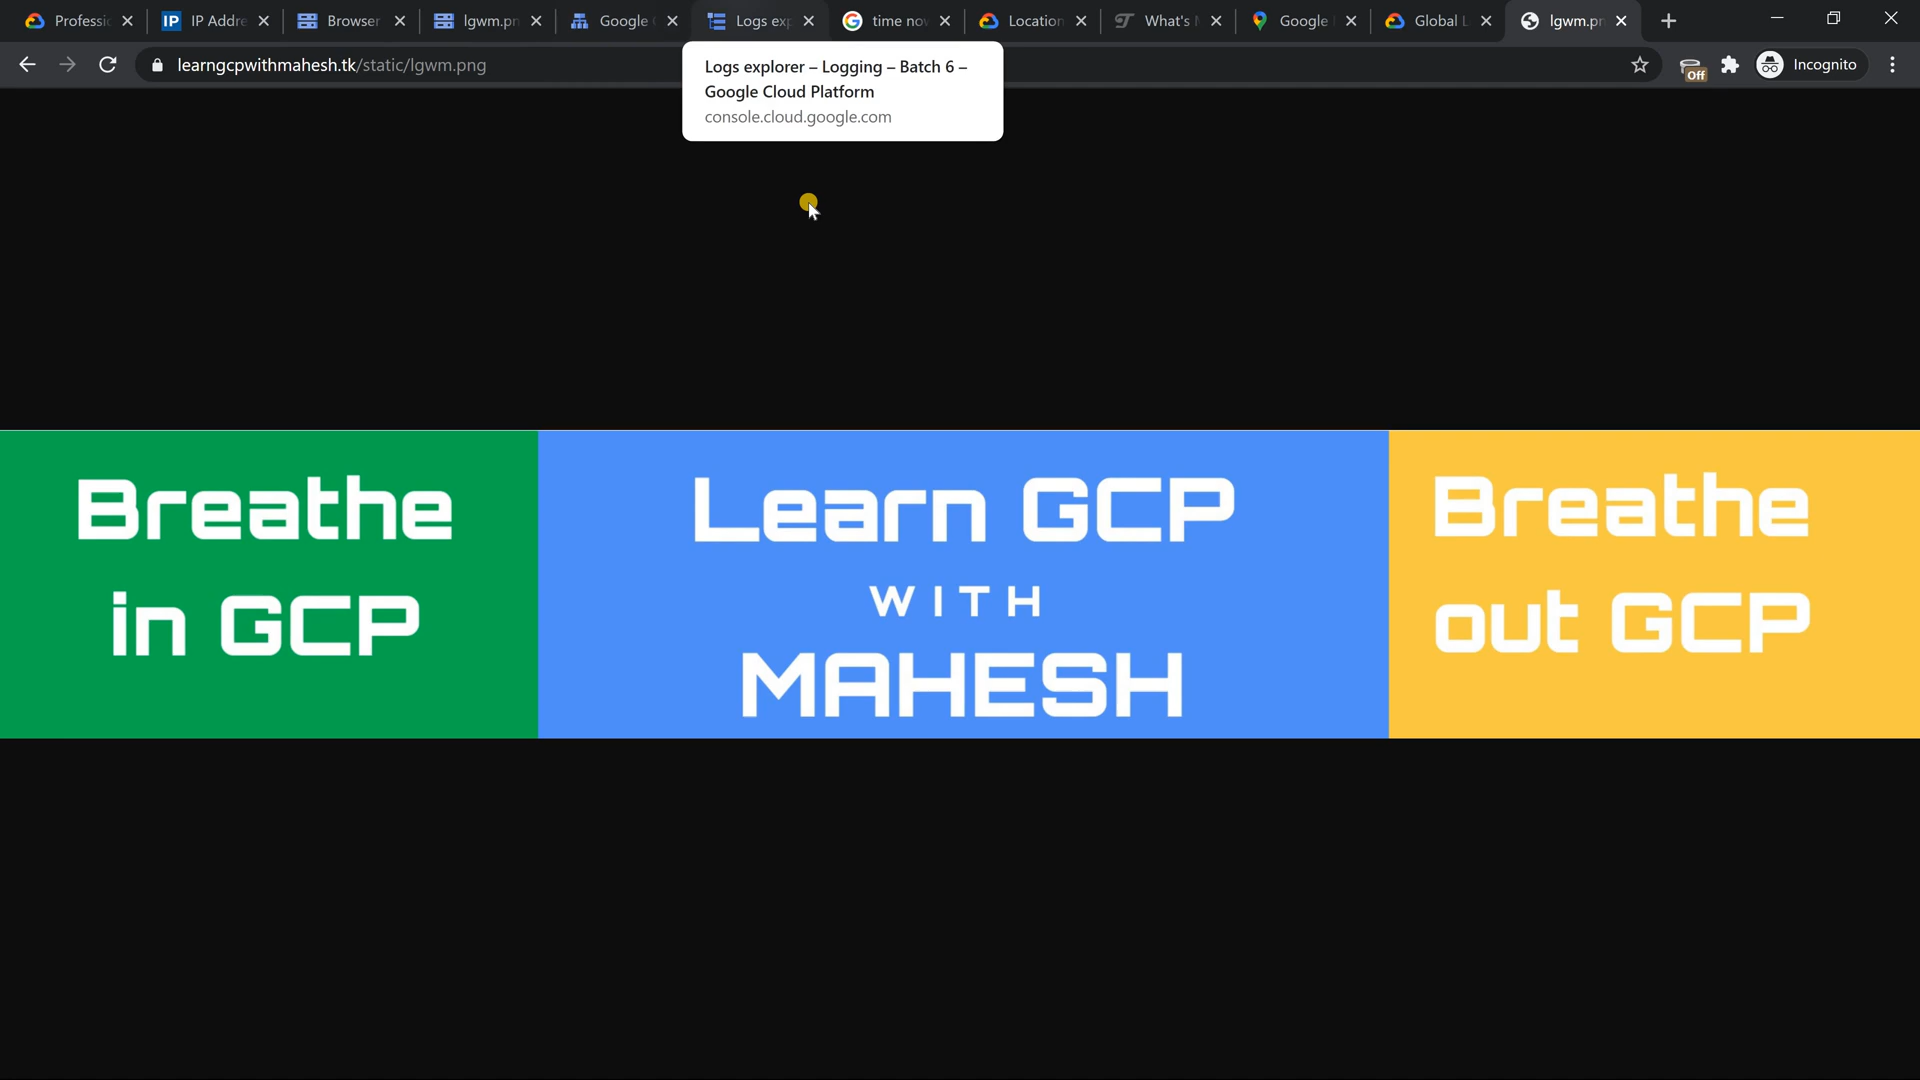 Professi
IP Addre
Browser
lgwm.pn
Google
Logs exp
time nov
Location
What's
Google
Global L
lgwm.pn
learngcpwithmahesh.tk/static/lgwm.png
Off
Incognito
Logs explorer – Logging – Batch 6 –
Google Cloud Platform
console.cloud.google.com
Breathe
in GCP
Learn GCP
WITH
MAHESH
Breathe
out GCP